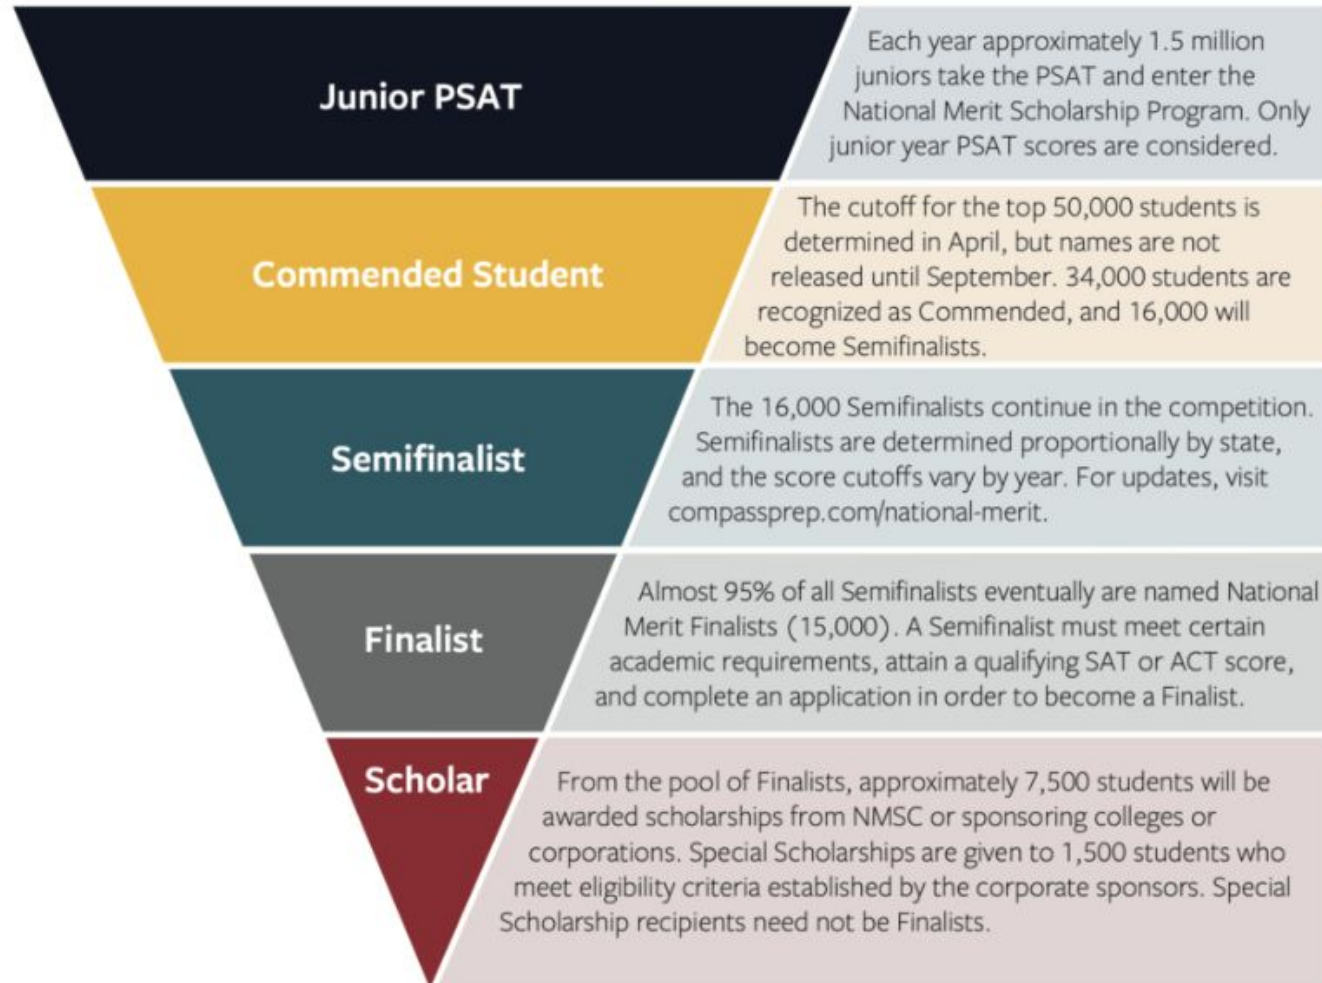 Junior PSAT
Each year approximately 1.5 million
juniors take the PSAT and enter the
National Merit Scholarship Program. Only
junior year PSAT scores are considered.
Commended Student
The cutoff for the top 50,000 students is
determined in April, but names are not
released until September. 34,000 students are
recognized as Commended, and 16,000 will
become Semifinalists.
Semifinalist
The 16,000 Semifinalists continue in the competition.
Semifinalists are determined proportionally by state,
and the score cutoffs vary by year. For updates, visit
compassprep.com/national-merit.
Finalist
Almost 95% of all Semifinalists eventually are named National
Merit Finalists (15,000). A Semifinalist must meet certain
academic requirements, attain a qualifying SAT or ACT score,
and complete an application in order to become a Finalist.
Scholar
From the pool of Finalists, approximately 7,500 students will be
awarded scholarships from NMSC or sponsoring colleges or
corporations. Special Scholarships are given to 1,500 students who
meet eligibility criteria established by the corporate sponsors. Special
Scholarship recipients need not be Finalists.